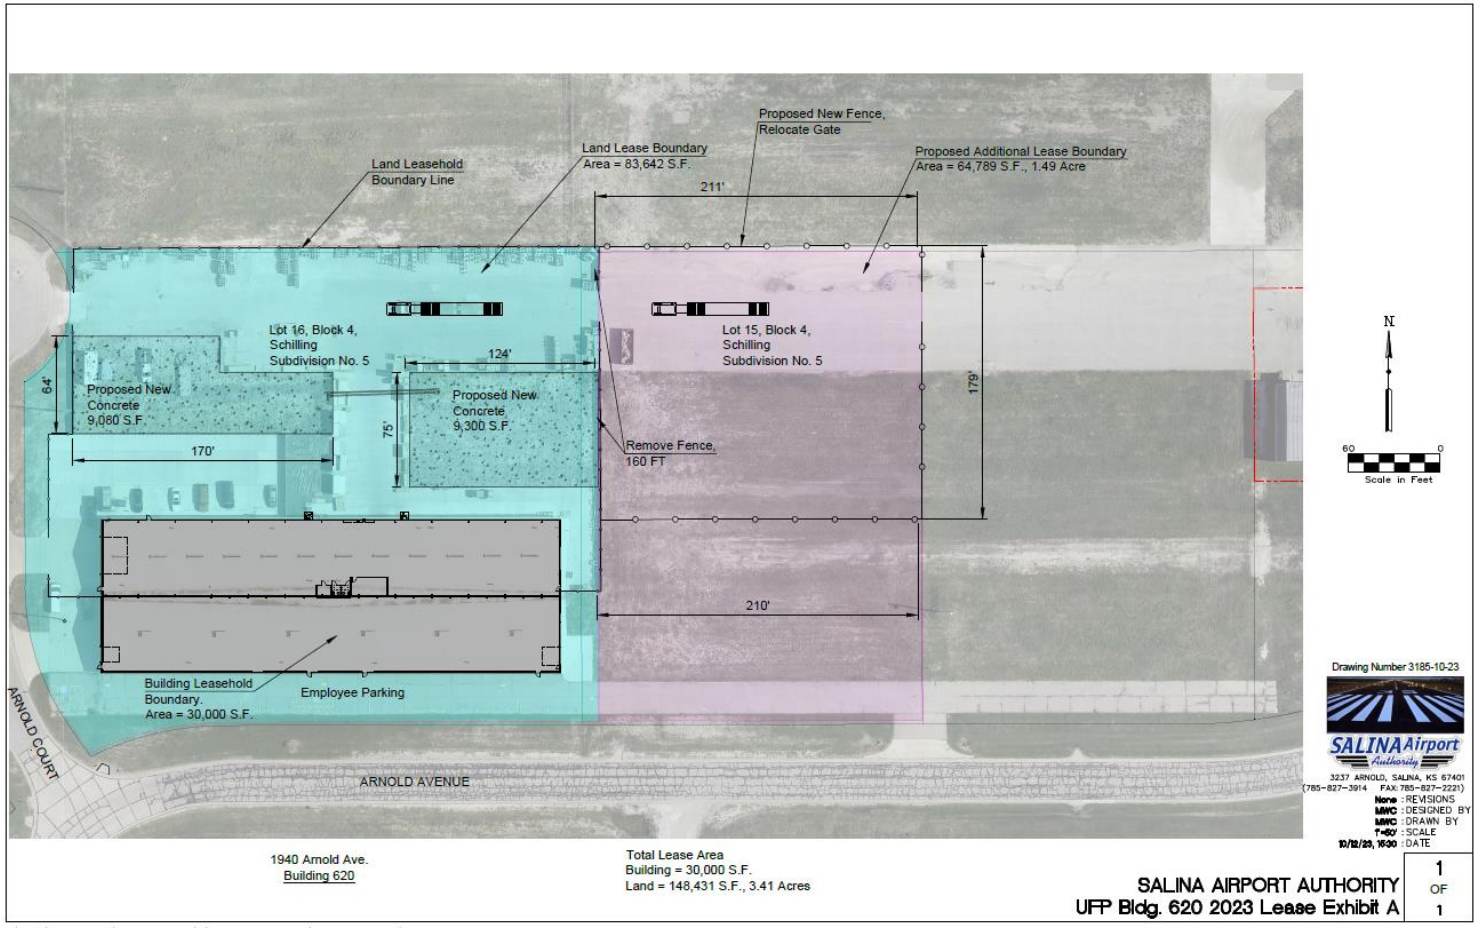 Proposed New Fence,
Relocate Gate
Land Lease Boundary
Area = 83,642 S.F.
Proposed Additional Lease Boundary
Area = 64,789 S.F., 1.49 Acre
Land Leasehold
Boundary Line
211'
Lot 16, Block 4,
Schilling
Subdivision No. 5
Lot 15, Block 4,
Schilling
Subdivision No. 5
N
124'
64'
Proposed New
Concrete
9,080 S.F.
Proposed New
Concrete
9,300 S.F.
179'
75'
170'
Remove Fence,
160 FT
60 0
Scale in Feet
210'
Building Leasehold
Boundary.
Area = 30,000 S.F.
Employee Parking
ARNOLD COURT
ARNOLD AVENUE
Drawing Number 3185-10-23
SALINA Airport
Authority
3237 ARNOLD, SALINA, KS 67401
(785-827-3914 FAX: 785-827-2221)
None : REVISIONS
MWC : DESIGNED BY
MWC : DRAWN BY
1"=60' : SCALE
10/12/23, 1630 : DATE
1940 Arnold Ave.
Building 620
Total Lease Area
Building = 30,000 S.F.
Land = 148,431 S.F., 3.41 Acres
SALINA AIRPORT AUTHORITY
UFP Bldg. 620 2023 Lease Exhibit A
1
OF
1